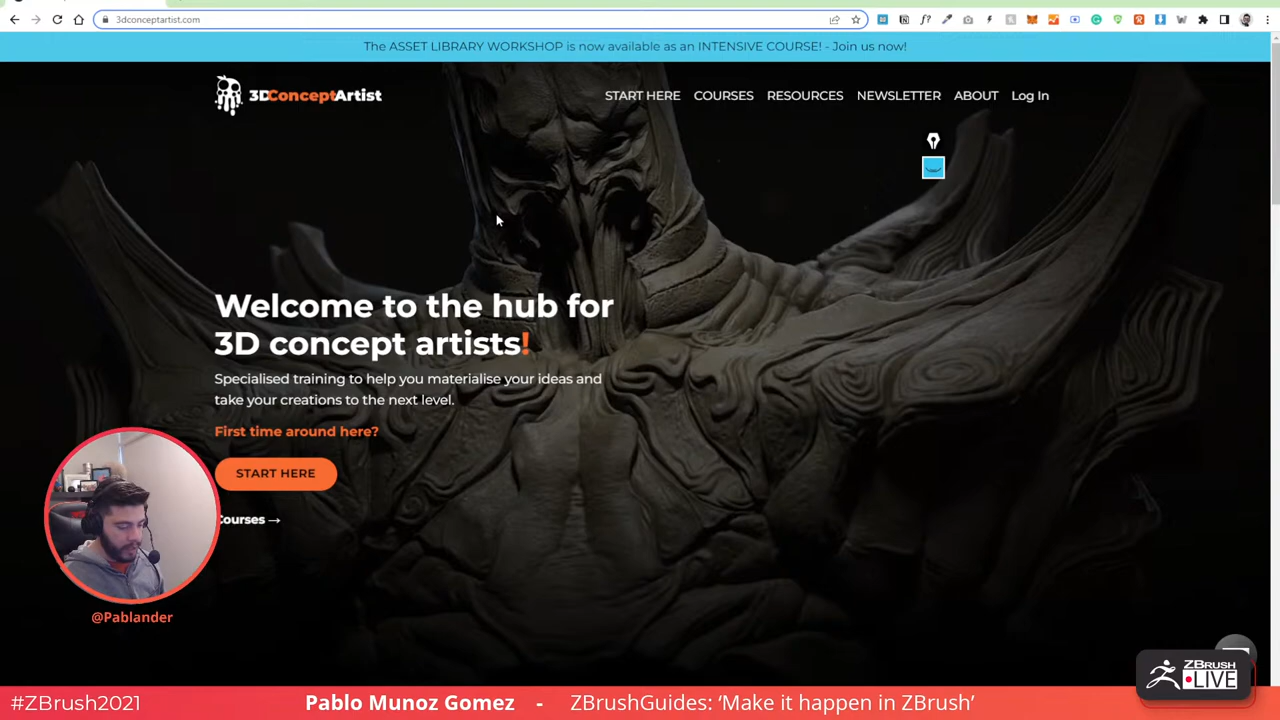 3dconceptartist.com
The ASSET LIBRARY WORKSHOP is now available as an INTENSIVE COURSE! - Join us now!
3DConceptArtist
START HERE
COURSES
RESOURCES
NEWSLETTER
ABOUT
Log In
Welcome to the hub for
3D concept artists!
Specialised training to help you materialise your ideas and
take your creations to the next level.
First time around here?
START HERE
Courses →
@Pablander
ZBRUSH
LIVE
#ZBrush2021
Pablo Munoz Gomez - ZBrushGuides: 'Make it happen in ZBrush'